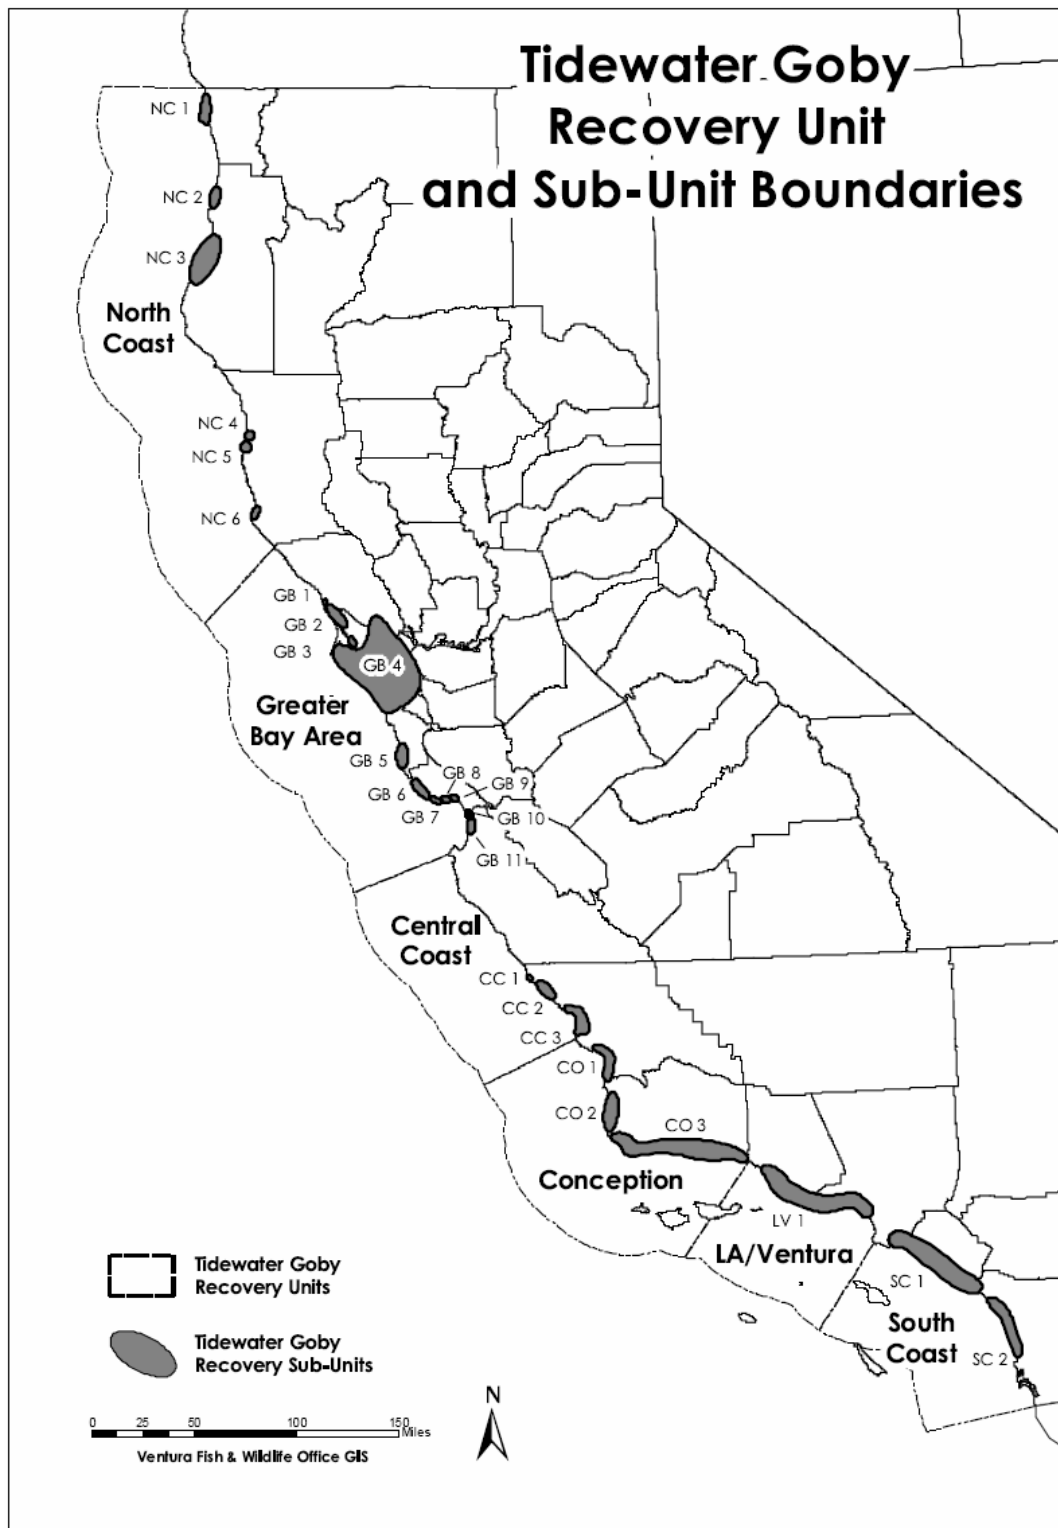 Tidewater Goby
Recovery Unit
and Sub-Unit Boundaries
NC 1
NC 2
NC 3
North
Coast
NC 4
NC 5
NC 6
GB 1
GB 2
GB 3
GB 4
Greater
Bay Area
GB 5
GB 8
GB 9
GB 6
GB 7
GB 10
GB 11
Central
Coast
CC 1
CC 2
CC 3
CO 1
CO 2
CO 3
Conception
LV 1
LA/Ventura
SC 1
South
Coast
SC 2
Tidewater Goby
Recovery Units
Tidewater Goby
Recovery Sub-Units
0 25 50 100 150
Miles
Ventura Fish & Wildlife Office GIS
N